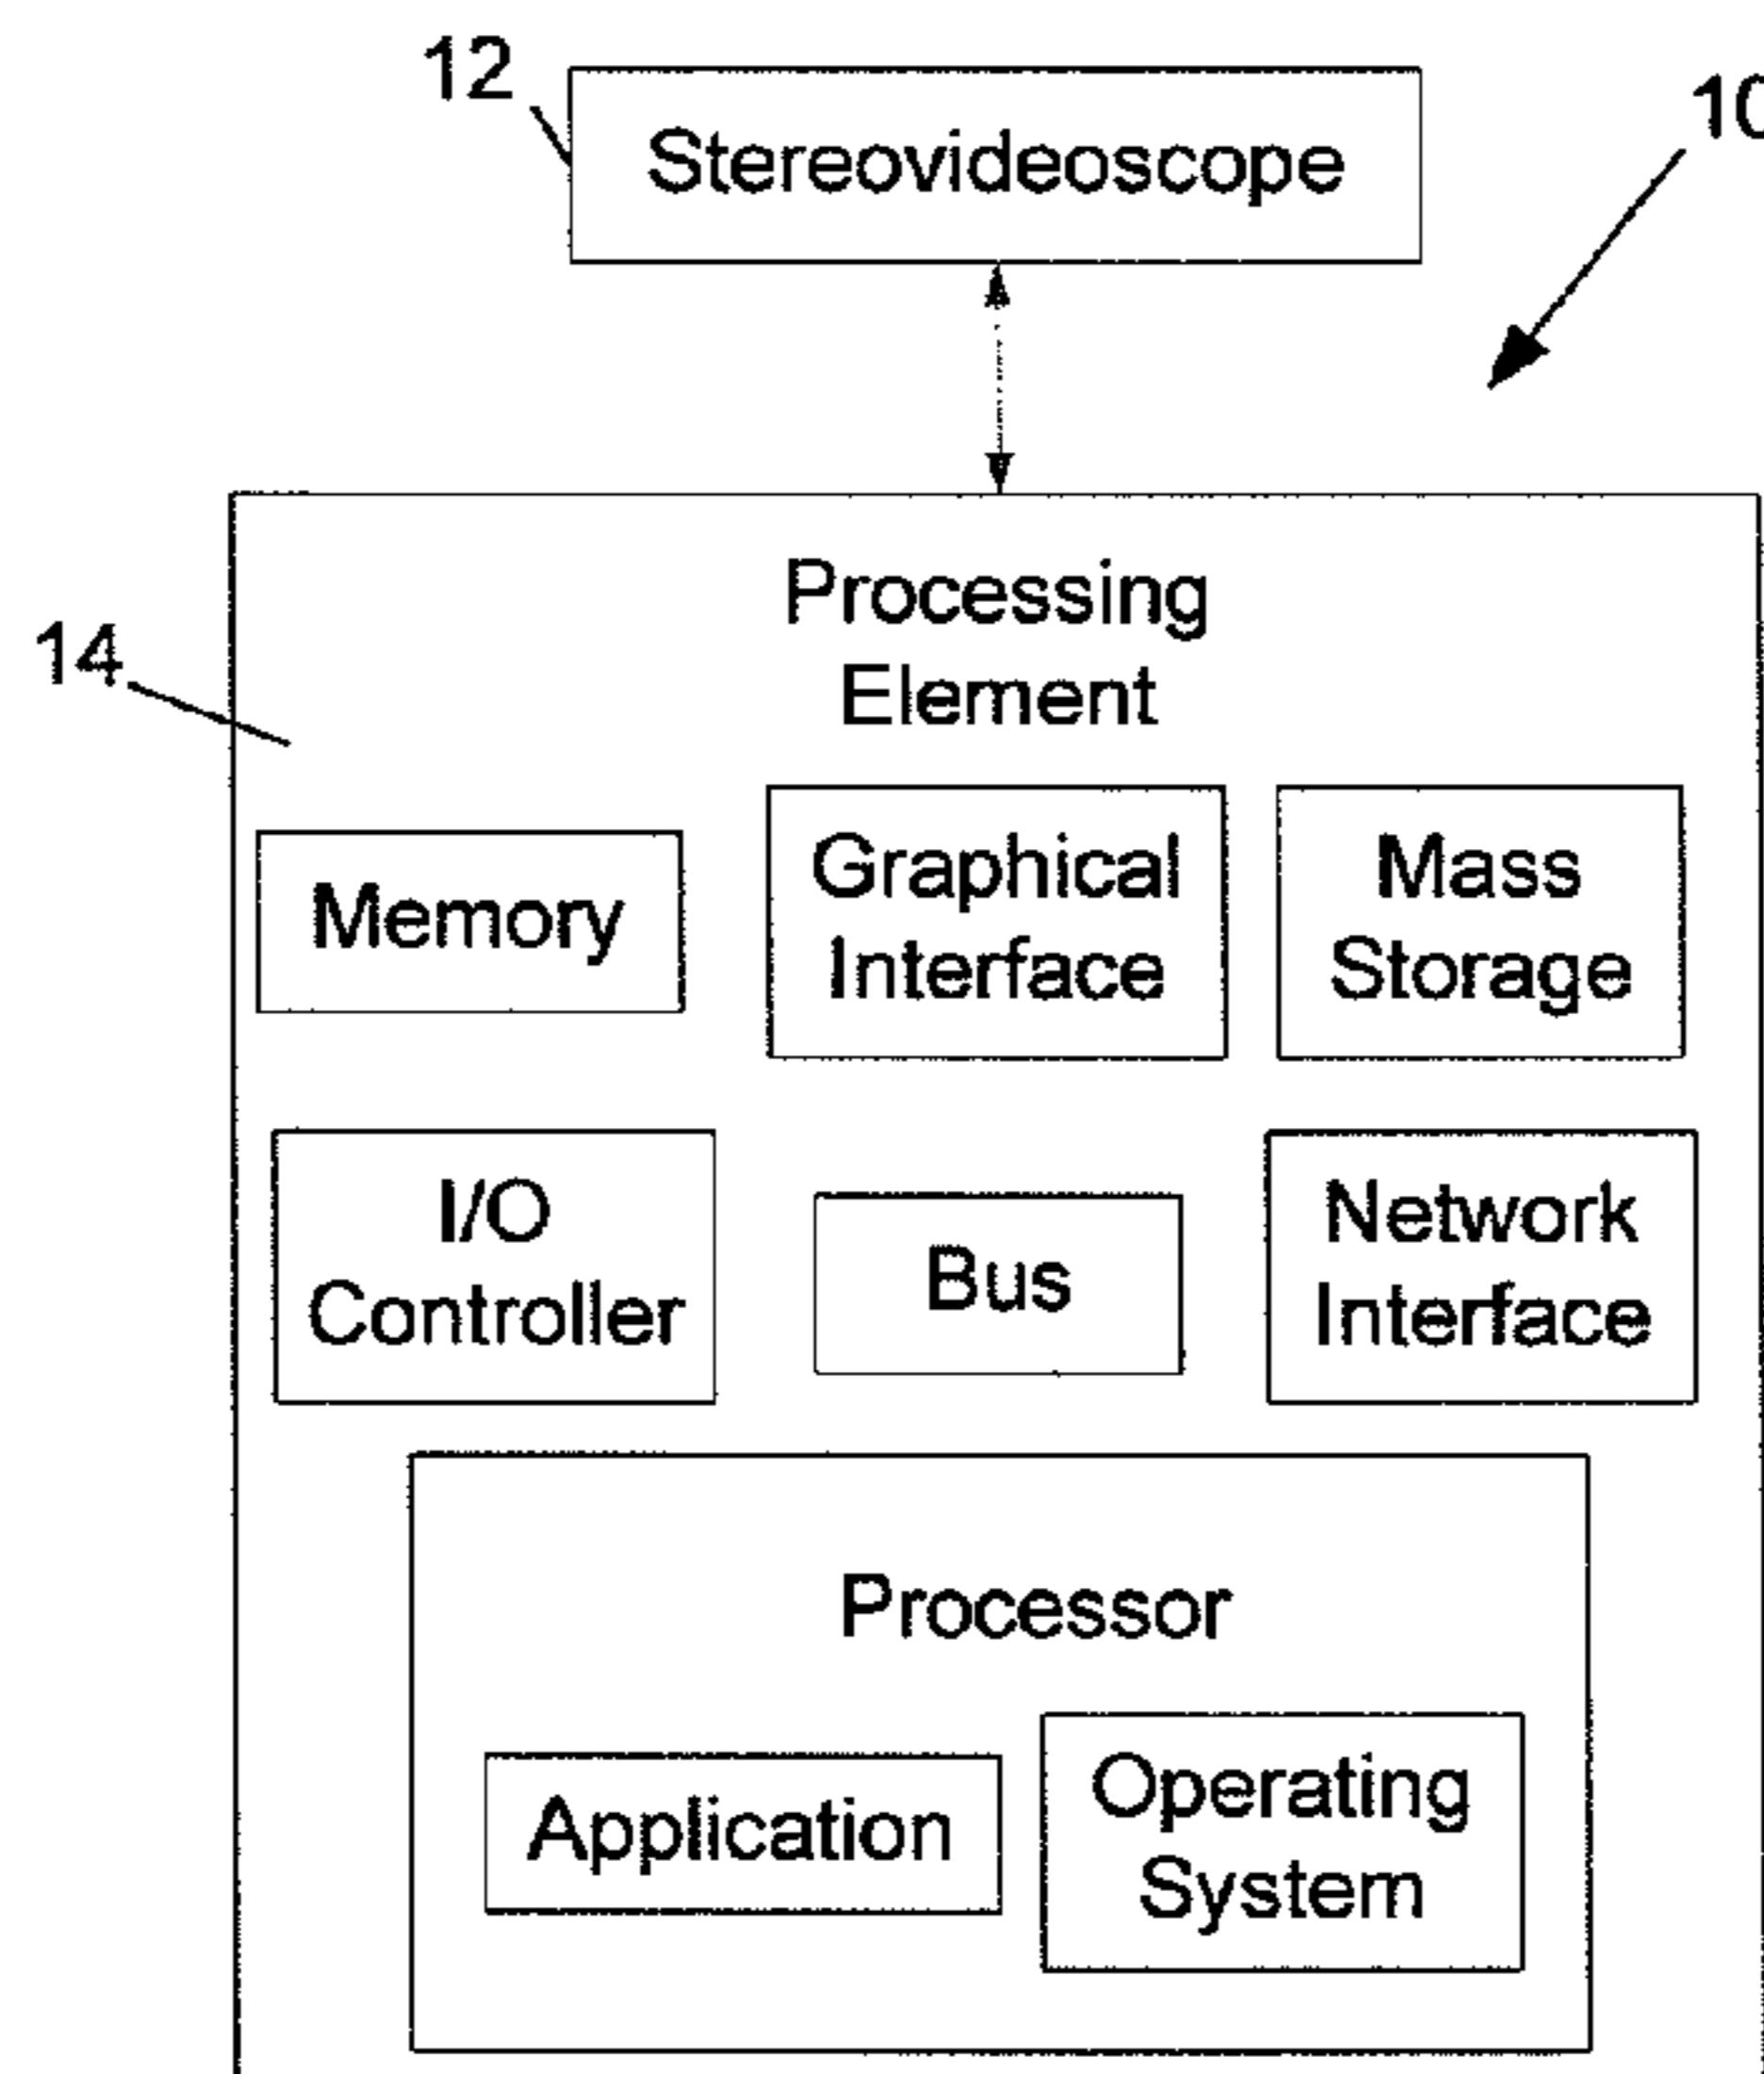 12
Stereovideoscope
10
Processing
Element
14
Memory
Graphical
Interface
Mass
Storage
I/O
Controller
Bus
Network
Interface
Processor
Application
Operating
System